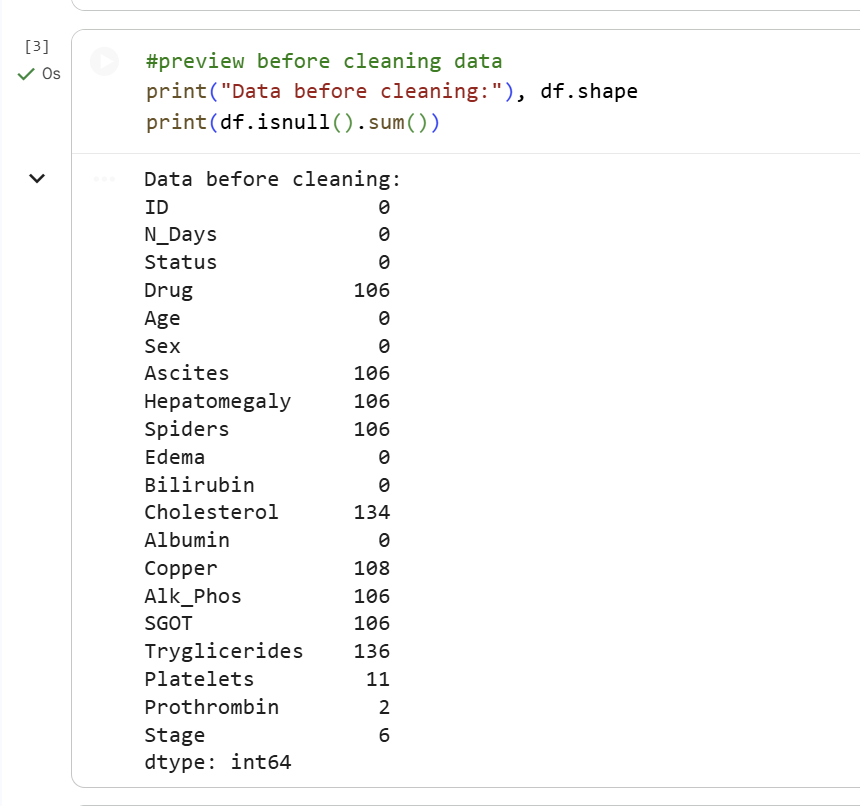 [3]
0s
#preview before cleaning data
print("Data before cleaning:"), df.shape
print(df.isnull().sum())
Data before cleaning:
ID 0
N_Days 0
Status 0
Drug 106
Age 0
Sex 0
Ascites 106
Hepatomegaly 106
Spiders 106
Edema 0
Bilirubin 0
Cholesterol 134
Albumin 0
Copper 108
Alk_Phos 106
SGOT 106
Tryglicerides 136
Platelets 11
Prothrombin 2
Stage 6
dtype: int64